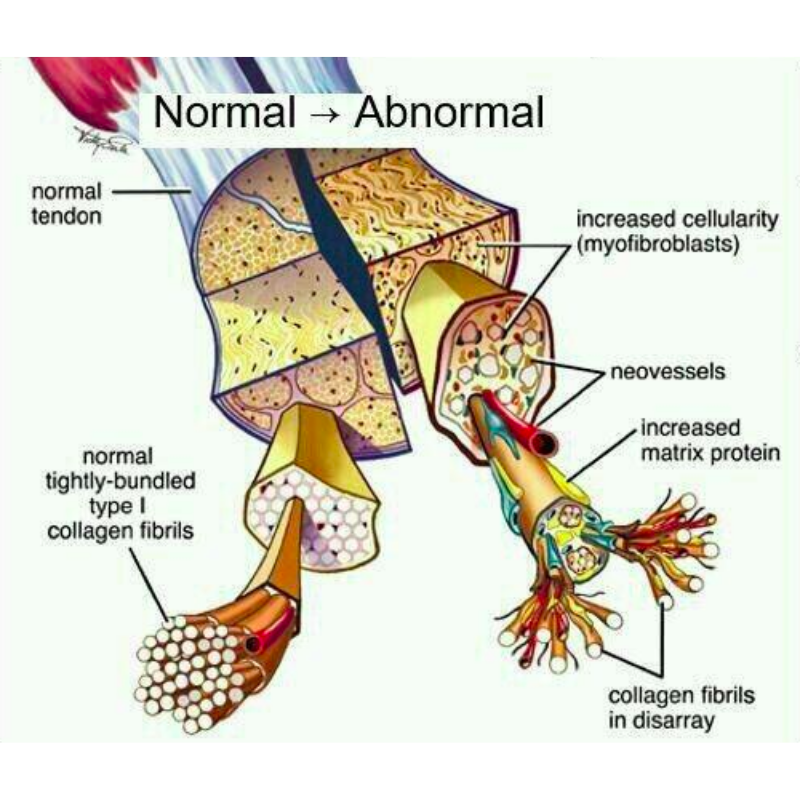 Normal → Abnormal
normal
tendon
increased cellularity
(myofibroblasts)
neovessels
increased
matrix protein
normal
tightly-bundled
type I
collagen fibrils
collagen fibrils
in disarray